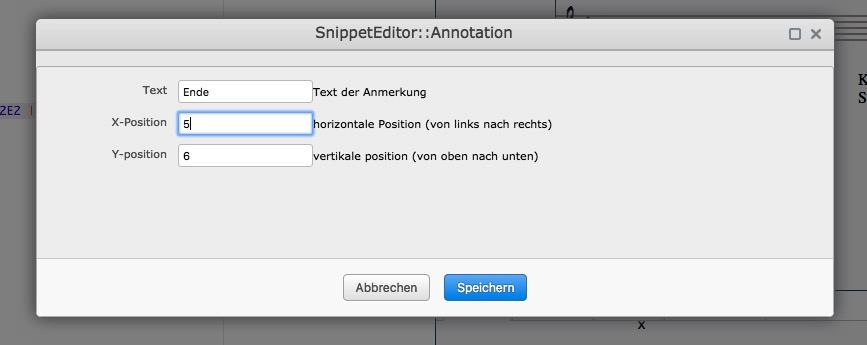 SnippetEditor::Annotation
Text Ende Text der Anmerkung
X-Position 5 horizontale Position (von links nach rechts)
Y-position 6 vertikale position (von oben nach unten)
Abbrechen Speichern
2E2 |
K
S
x